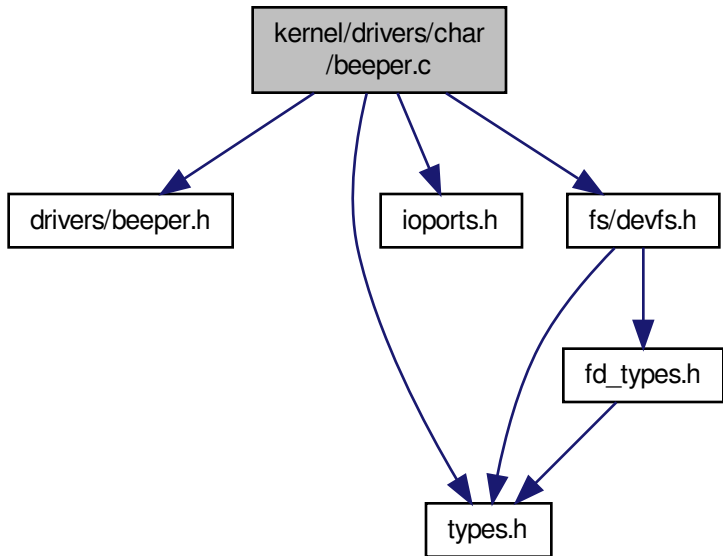 kernel/drivers/char
/beeper.c
drivers/beeper.h
ioports.h
fs/devfs.h
fd_types.h
types.h